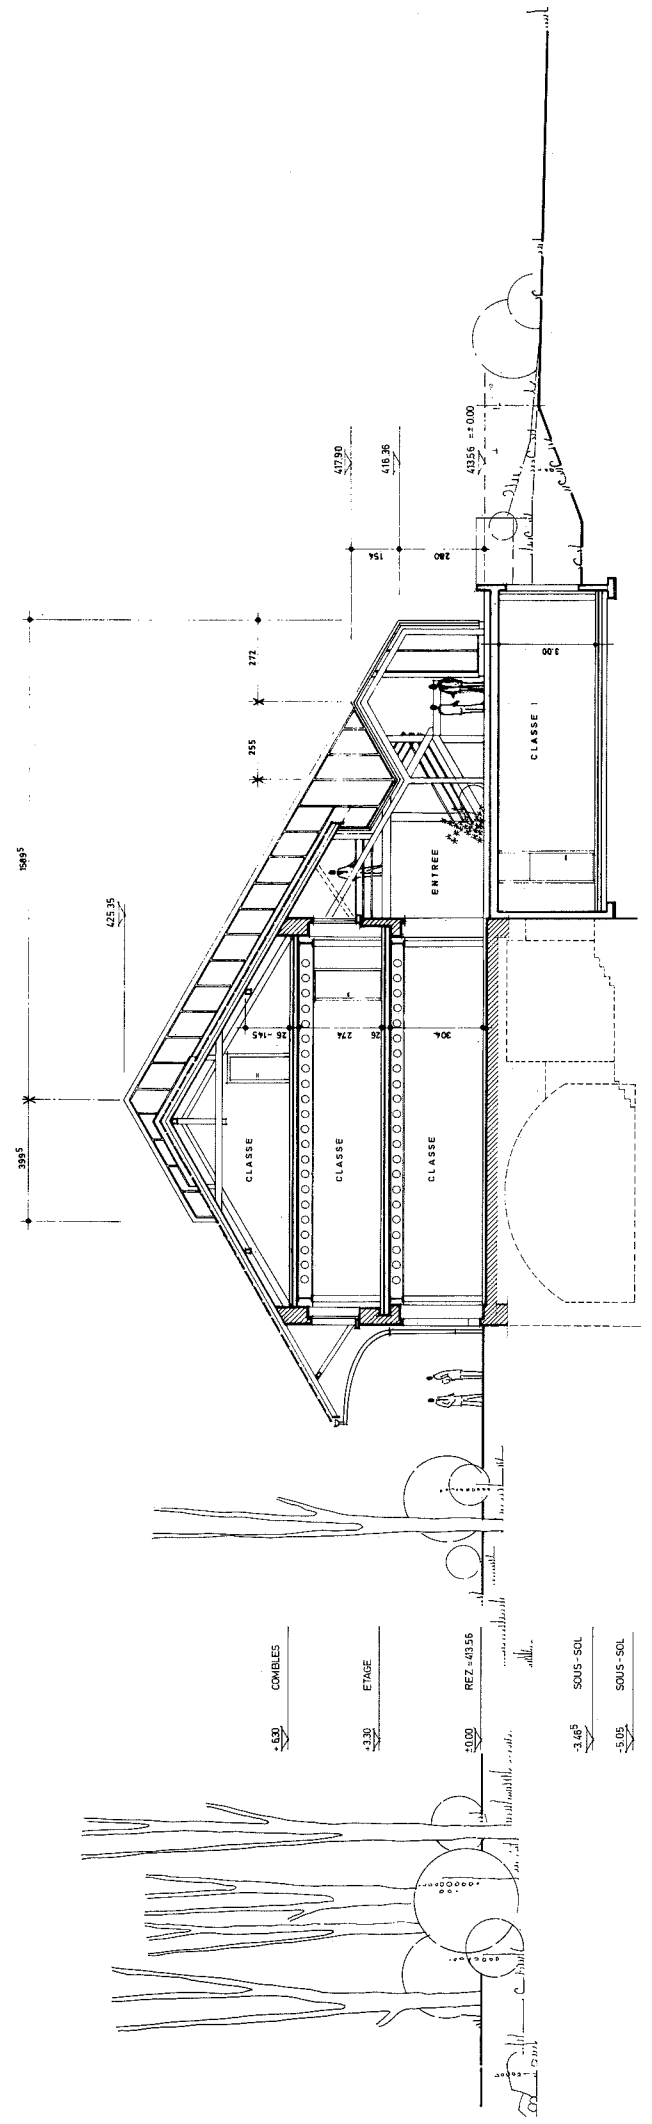 399⁵ 1589⁵
425.35
255 272
+ 6.30 COMBLES
CLASSE
26 ~145
417.90
154
+3.30 ETAGE
CLASSE
26 274
416.36
280
±0.00 REZ = 413.56
CLASSE
304
ENTREE
413.56 = ± 0.00
-3.46⁵ SOUS-SOL
CLASSE 1
3.00
-5.05 SOUS-SOL